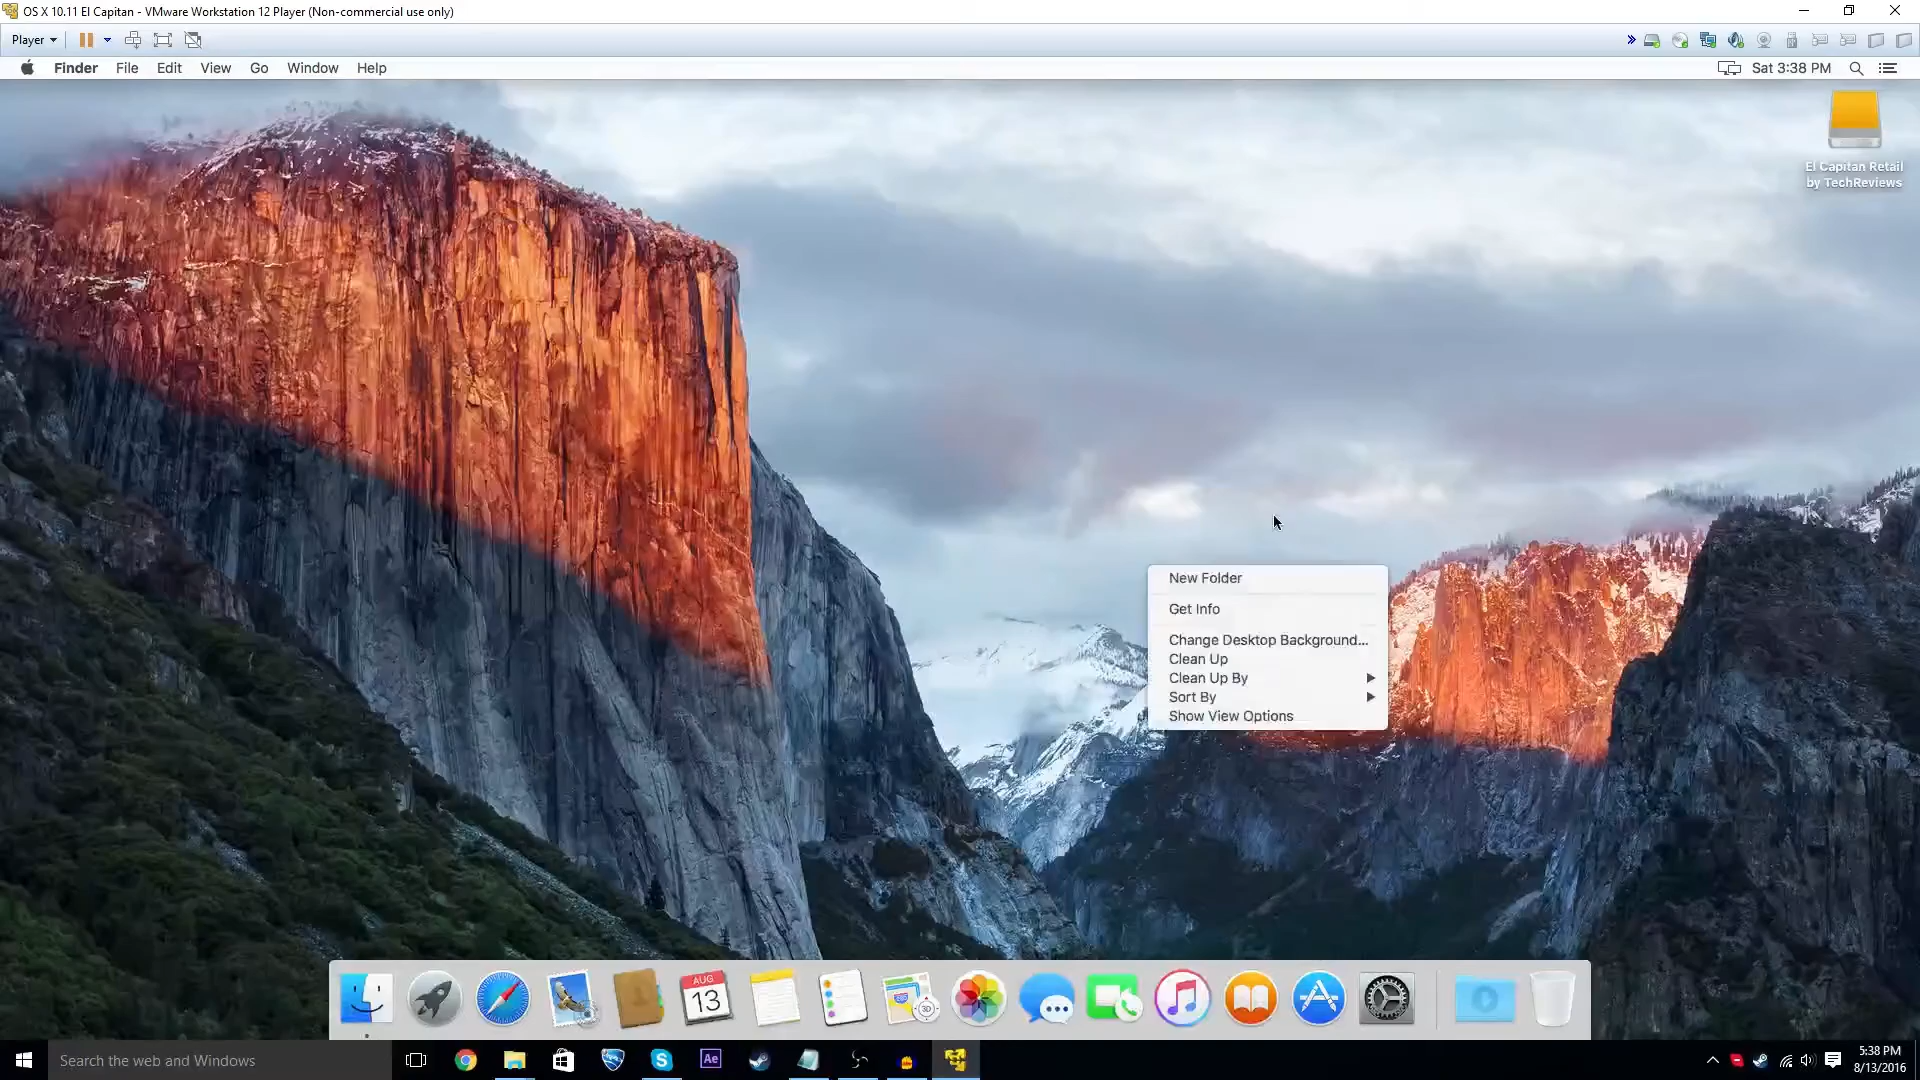 OS X 10.11 El Capitan - VMware Workstation 12 Player (Non-commercial use only)
Player
Finder File Edit View Go Window Help
Sat 3:38 PM
El Capitan Retail
by TechReviews
New Folder
Get Info
Change Desktop Background...
Clean Up
Clean Up By
Sort By
Show View Options
AUG
13
3D
Search the web and Windows
Ae
5:38 PM
8/13/2016